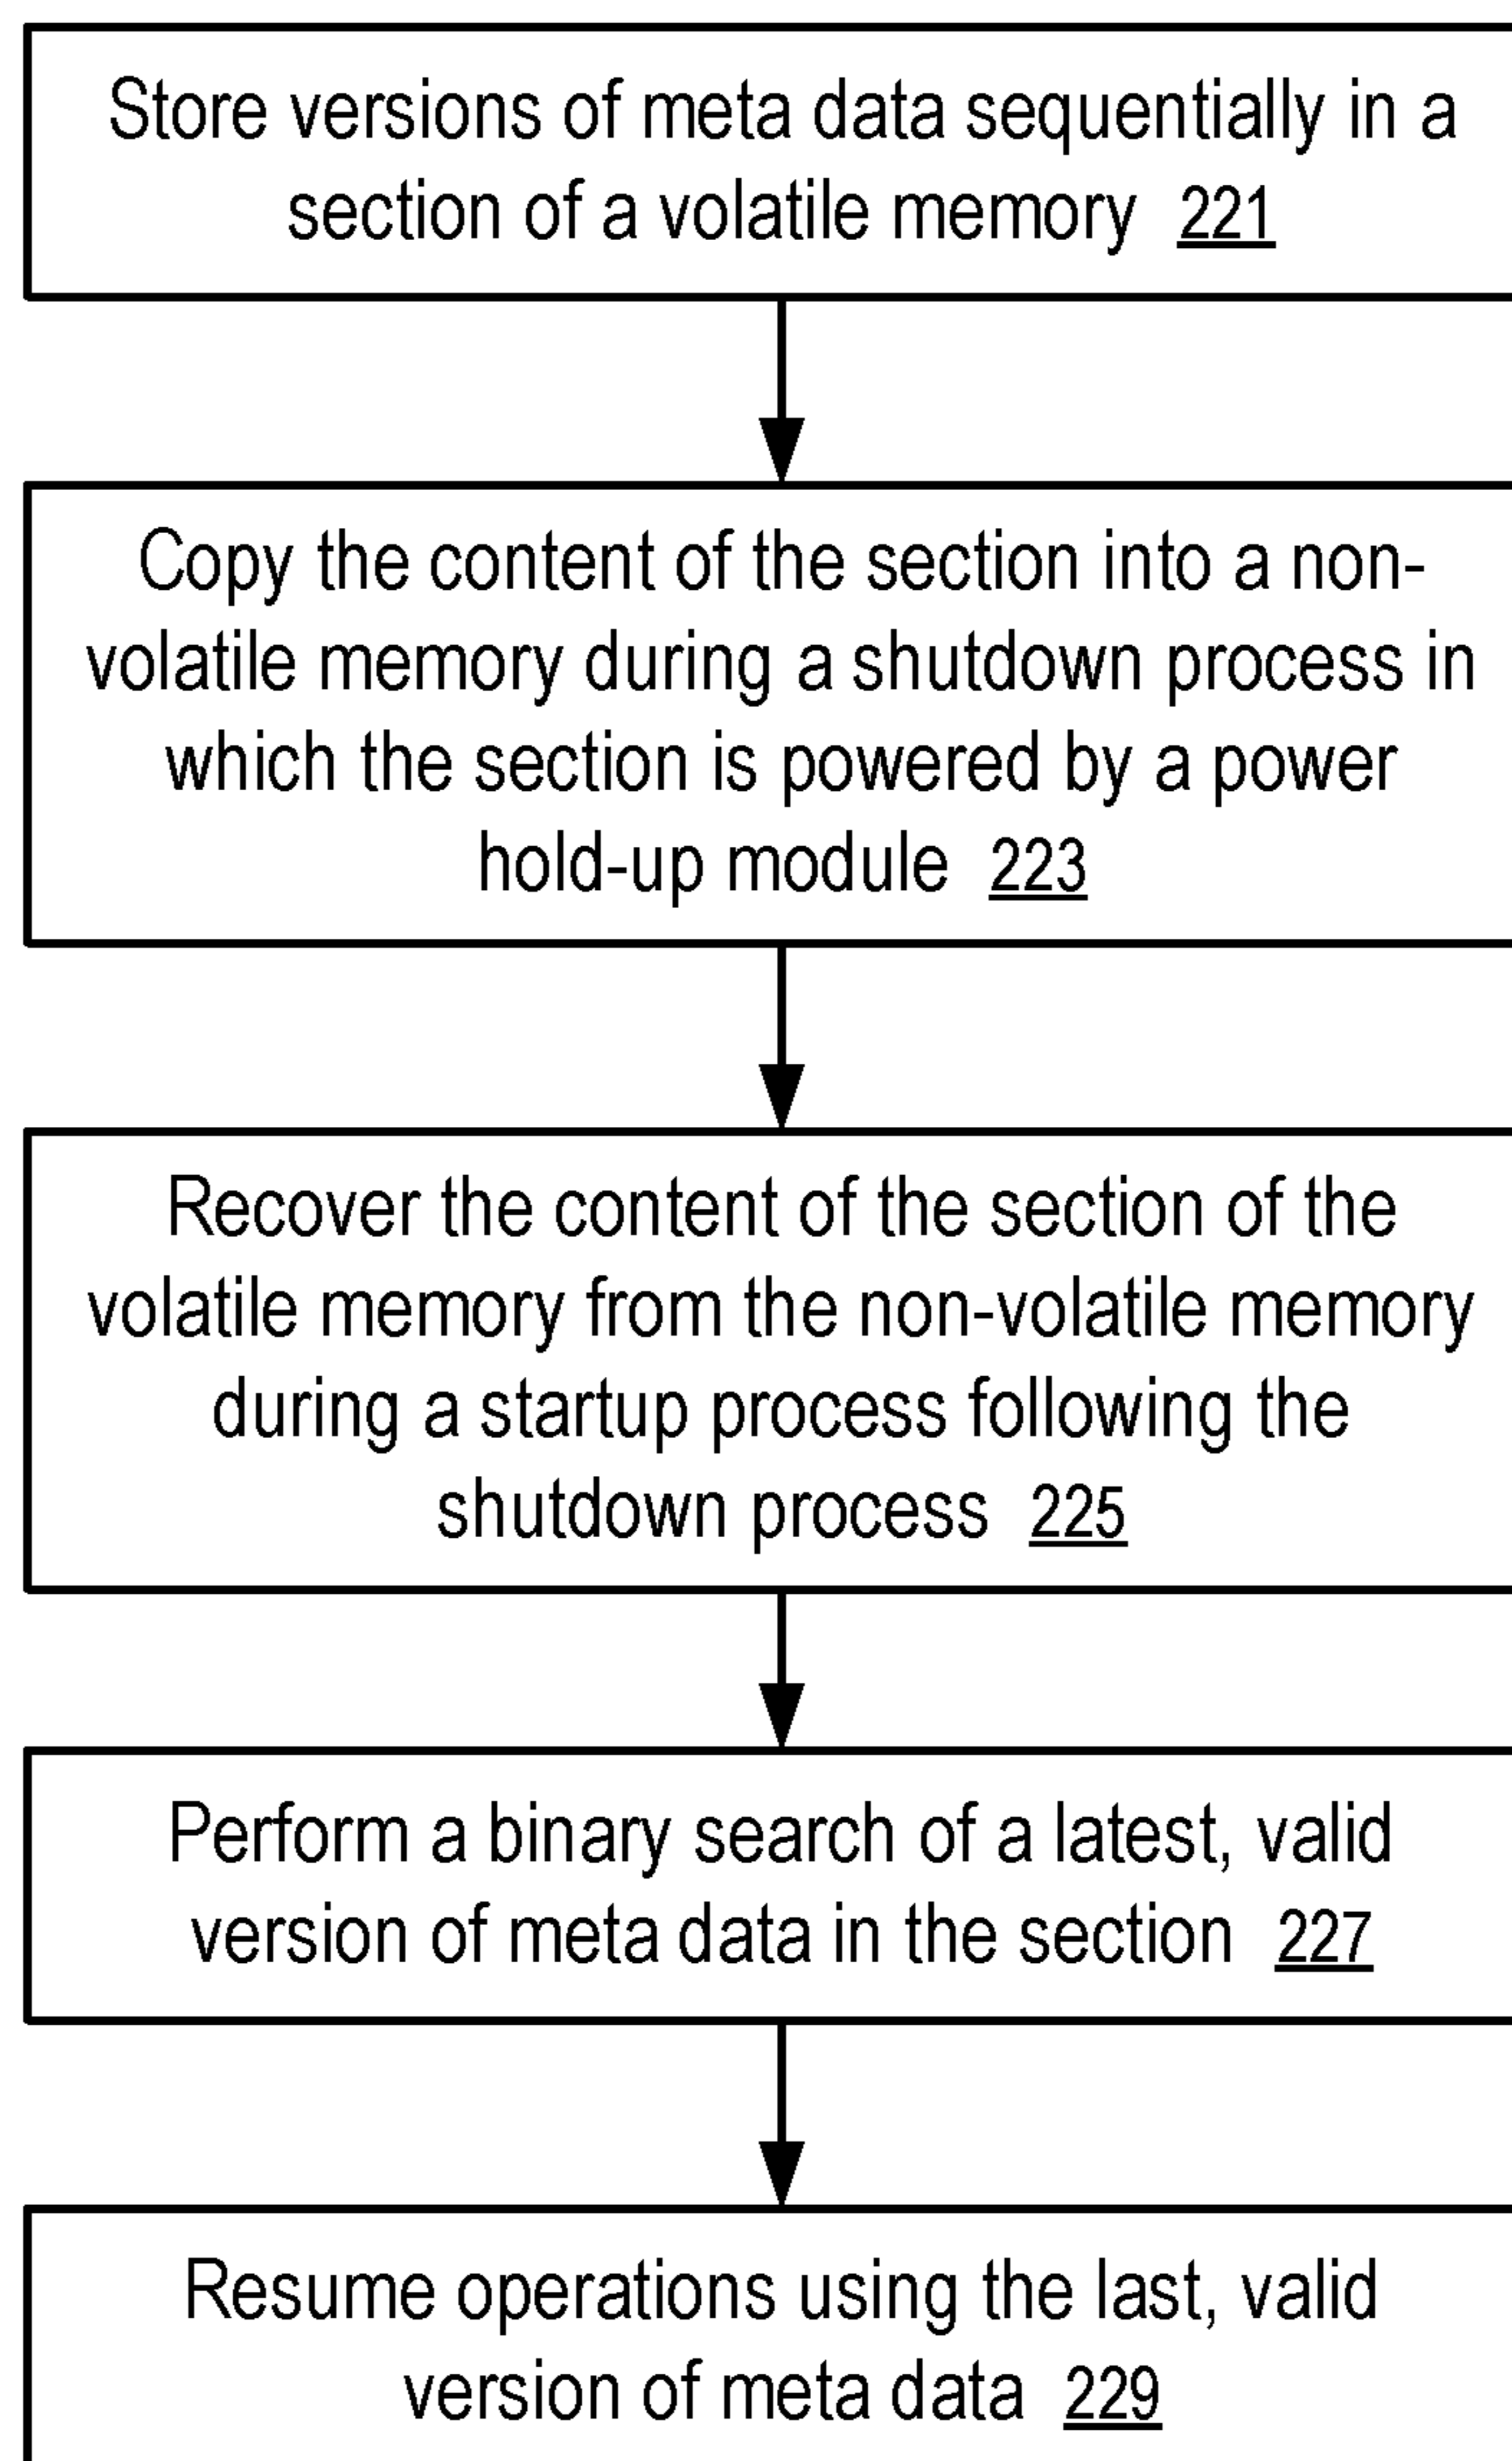 Store versions of meta data sequentially in a
section of a volatile memory 221
Copy the content of the section into a non-
volatile memory during a shutdown process in
which the section is powered by a power
hold-up module 223
Recover the content of the section of the
volatile memory from the non-volatile memory
during a startup process following the
shutdown process 225
Perform a binary search of a latest, valid
version of meta data in the section 227
Resume operations using the last, valid
version of meta data 229